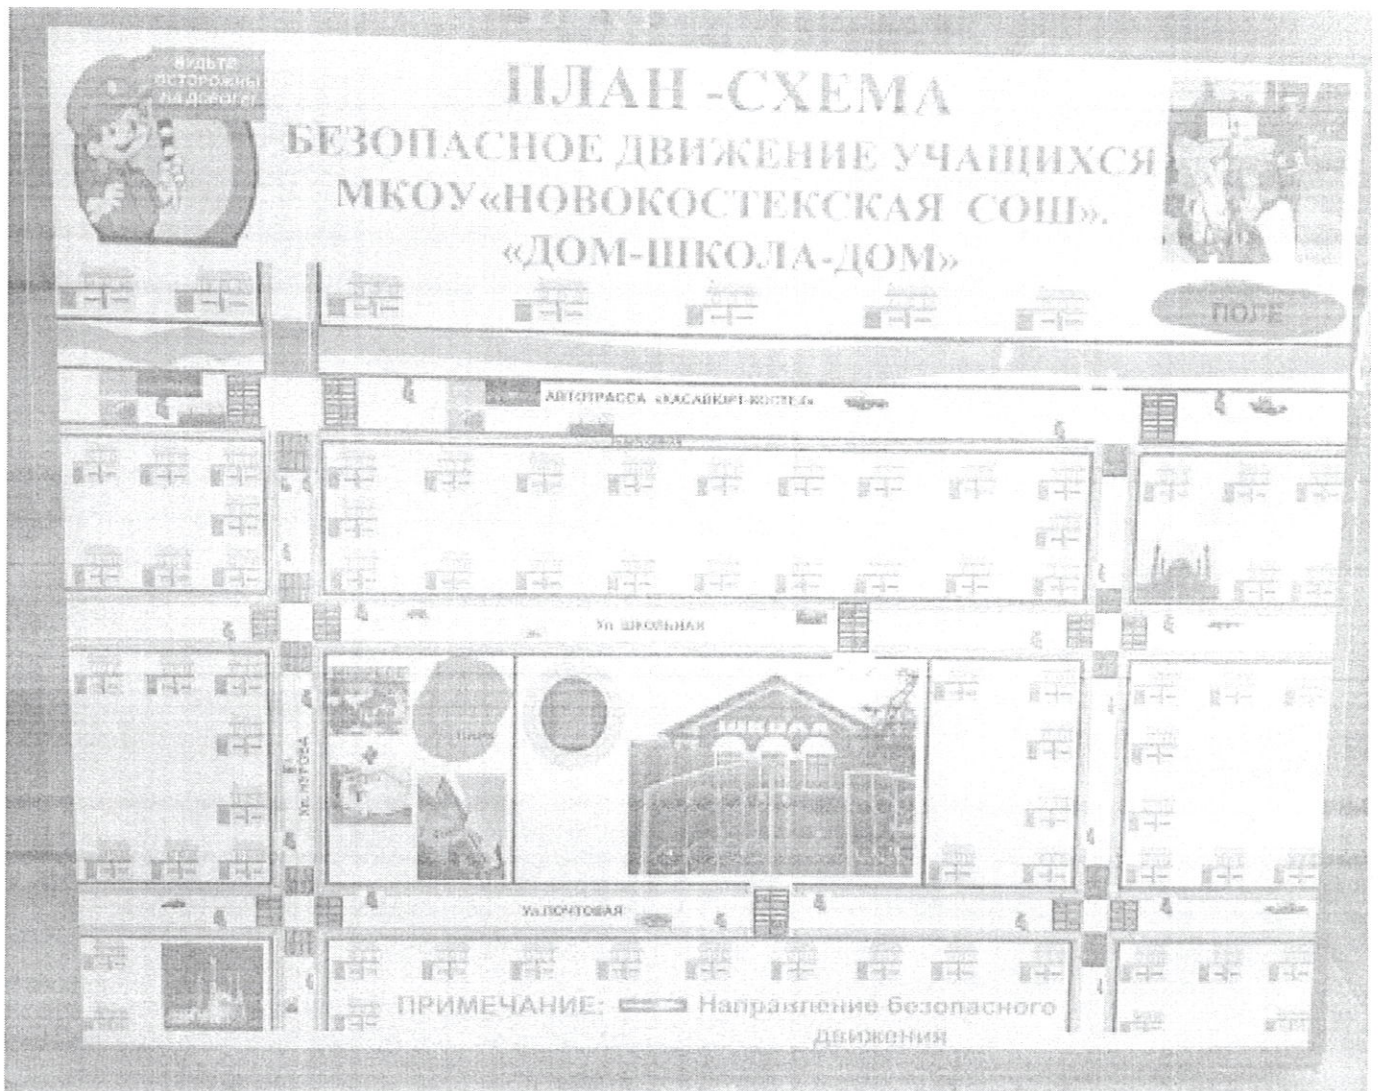 БУДЬТЕ
ОСТОРОЖНЫ
НА ДОРОГЕ!
ПЛАН -СХЕМА
БЕЗОПАСНОЕ ДВИЖЕНИЕ УЧАЩИХСЯ
МКОУ«НОВОКОСТЕКСКАЯ СОШ».
«ДОМ-ШКОЛА-ДОМ»
ПОЛЕ
АВТОТРАССА «ХАСАВЮРТ-КОСТЕК»
Ул. ШКОЛЬНАЯ
Ул.ПОЧТОВАЯ
ПРИМЕЧАНИЕ: Направление безопасного
движения